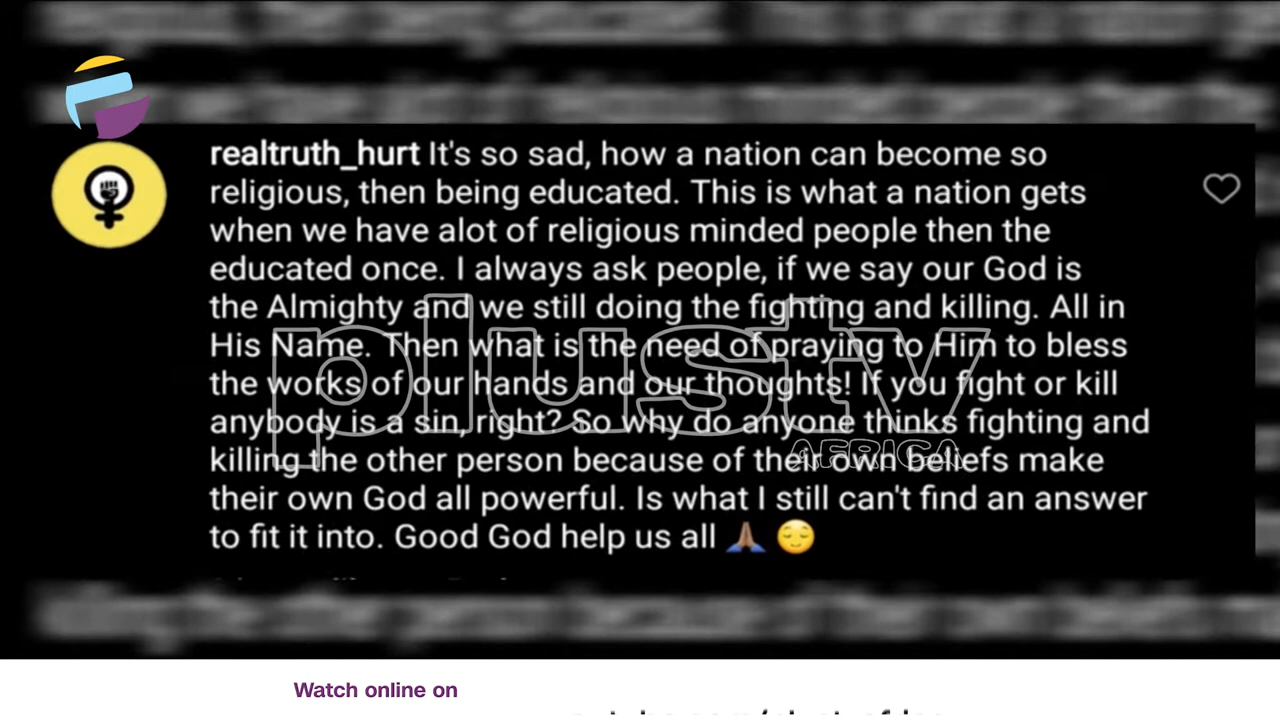 realtruth_hurt It's so sad, how a nation can become so
religious, then being educated. This is what a nation gets
when we have alot of religious minded people then the
educated once. I always ask people, if we say our God is
the Almighty and we still doing the fighting and killing. All in
His Name. Then what is the need of praying to Him to bless
the works of our hands and our thoughts! If you fight or kill
anybody is a sin, right? So why do anyone thinks fighting and
killing the other person because of their own beliefs make
their own God all powerful. Is what I still can't find an answer
to fit it into. Good God help us all 🙏🏽 😌
plustv
AFRICA
Watch online on